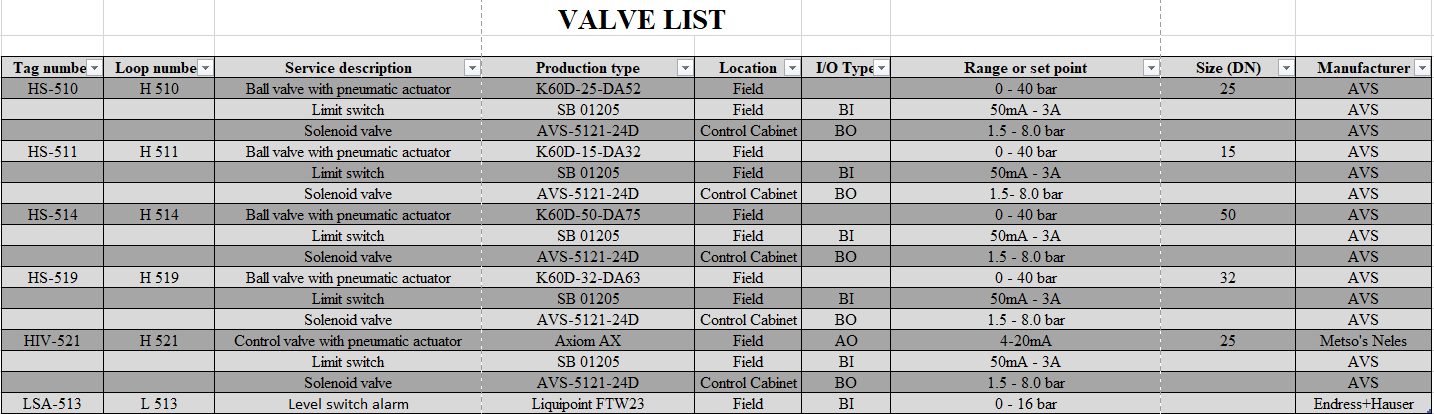 VALVE LIST
Tag numbe Loop numbe Service description Production type Location I/O Type Range or set point Size (DN) Manufacturer
HS-510 H 510 Ball valve with pneumatic actuator K60D-25-DA52 Field 0 - 40 bar 25 AVS
Limit switch SB 01205 Field BI 50mA - 3A AVS
Solenoid valve AVS-5121-24D Control Cabinet BO 1.5 - 8.0 bar AVS
HS-511 H 511 Ball valve with pneumatic actuator K60D-15-DA32 Field 0 - 40 bar 15 AVS
Limit switch SB 01205 Field BI 50mA - 3A AVS
Solenoid valve AVS-5121-24D Control Cabinet BO 1.5- 8.0 bar AVS
HS-514 H 514 Ball valve with pneumatic actuator K60D-50-DA75 Field 0 - 40 bar 50 AVS
Limit switch SB 01205 Field BI 50mA - 3A AVS
Solenoid valve AVS-5121-24D Control Cabinet BO 1.5 - 8.0 bar AVS
HS-519 H 519 Ball valve with pneumatic actuator K60D-32-DA63 Field 0 - 40 bar 32 AVS
Limit switch SB 01205 Field BI 50mA - 3A AVS
Solenoid valve AVS-5121-24D Control Cabinet BO 1.5 - 8.0 bar AVS
HIV-521 H 521 Control valve with pneumatic actuator Axiom AX Field AO 4-20mA 25 Metso's Neles
Limit switch SB 01205 Field BI 50mA - 3A AVS
Solenoid valve AVS-5121-24D Control Cabinet BO 1.5 - 8.0 bar AVS
LSA-513 L 513 Level switch alarm Liquipoint FTW23 Field BI 0 - 16 bar Endress+Hauser